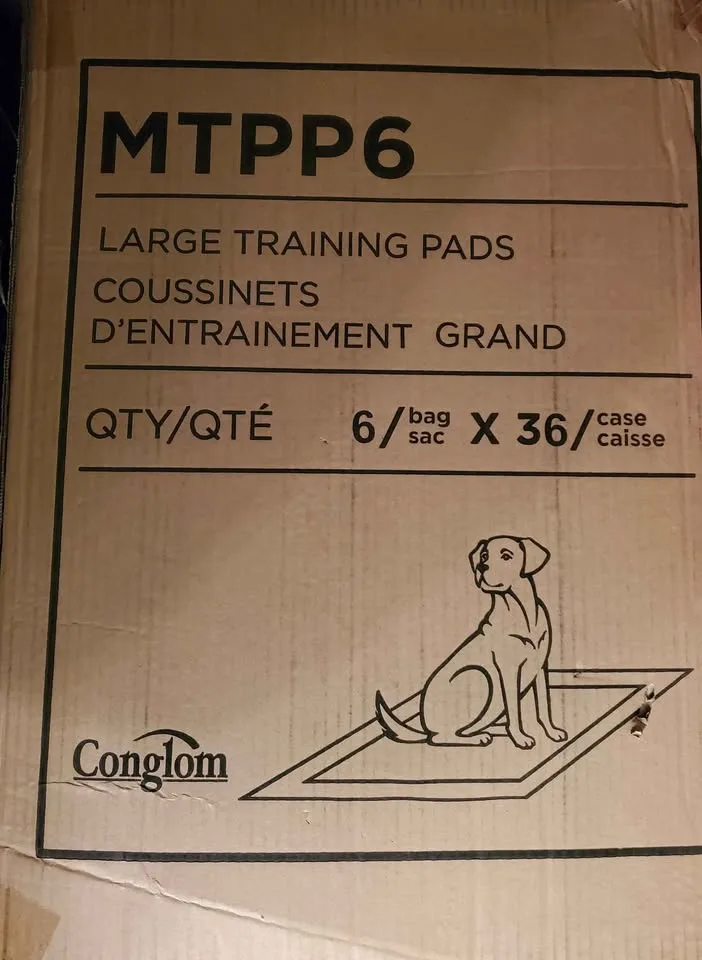 MTPP6
LARGE TRAINING PADS
COUSSINETS
D'ENTRAINEMENT GRAND
QTY/QTÉ 6/bag sac X 36/case caisse
Conglom